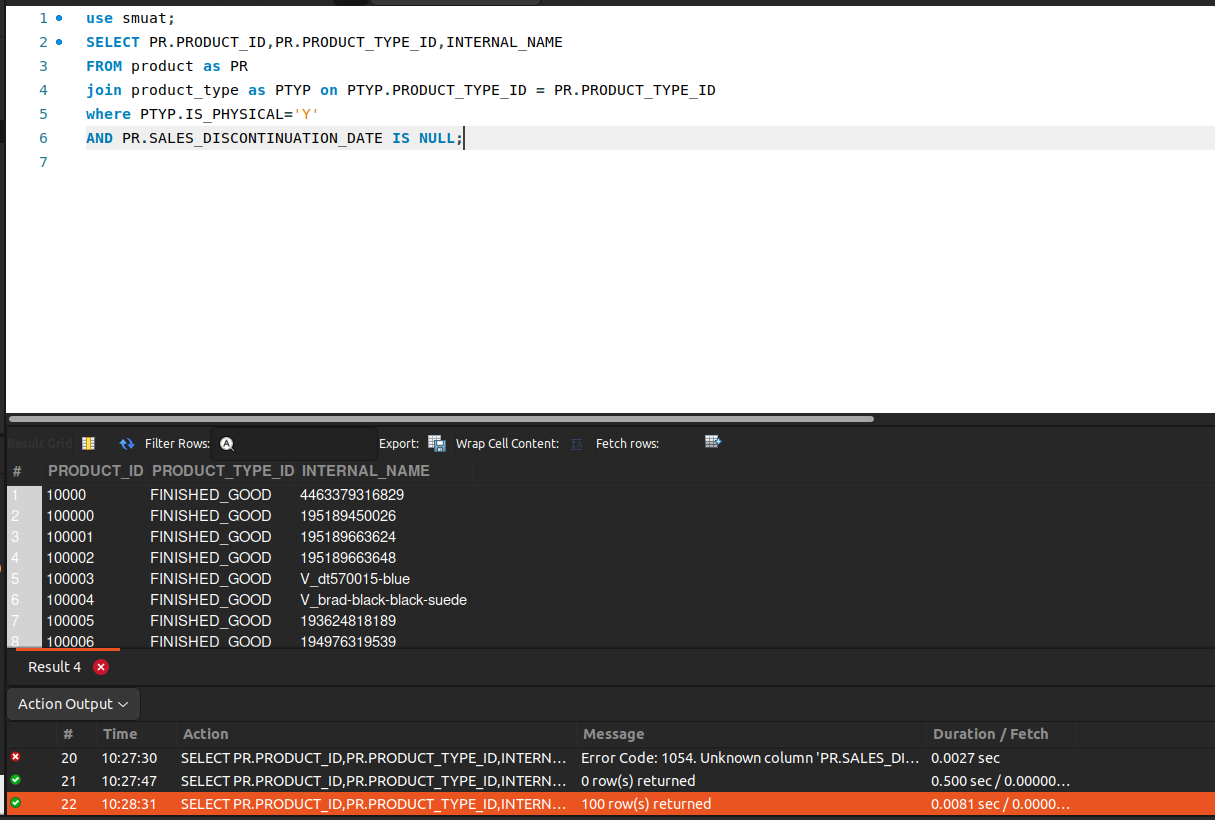 1 use smuat;
2 SELECT PR.PRODUCT_ID,PR.PRODUCT_TYPE_ID,INTERNAL_NAME
3 FROM product as PR
4 join product_type as PTYP on PTYP.PRODUCT_TYPE_ID = PR.PRODUCT_TYPE_ID
5 where PTYP.IS_PHYSICAL='Y'
6 AND PR.SALES_DISCONTINUATION_DATE IS NULL;
7
Result Grid Filter Rows: Export: Wrap Cell Content: Fetch rows:
# PRODUCT_ID PRODUCT_TYPE_ID INTERNAL_NAME
1 10000 FINISHED_GOOD 4463379316829
2 100000 FINISHED_GOOD 195189450026
3 100001 FINISHED_GOOD 195189663624
4 100002 FINISHED_GOOD 195189663648
5 100003 FINISHED_GOOD V_dt570015-blue
6 100004 FINISHED_GOOD V_brad-black-black-suede
7 100005 FINISHED_GOOD 193624818189
8 100006 FINISHED_GOOD 194976319539
Result 4
Action Output
# Time Action Message Duration / Fetch
20 10:27:30 SELECT PR.PRODUCT_ID,PR.PRODUCT_TYPE_ID,INTERN... Error Code: 1054. Unknown column 'PR.SALES_DI... 0.0027 sec
21 10:27:47 SELECT PR.PRODUCT_ID,PR.PRODUCT_TYPE_ID,INTERN... 0 row(s) returned 0.500 sec / 0.00000...
22 10:28:31 SELECT PR.PRODUCT_ID,PR.PRODUCT_TYPE_ID,INTERN... 100 row(s) returned 0.0081 sec / 0.0000...